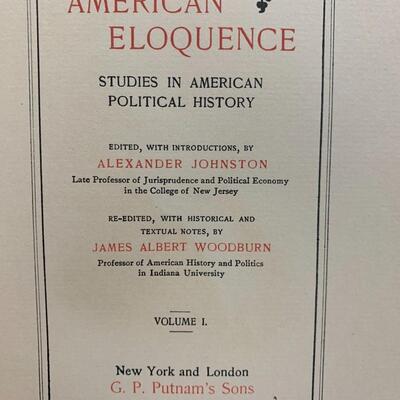 AMERICAN
ELOQUENCE
STUDIES IN AMERICAN
POLITICAL HISTORY
EDITED, WITH INTRODUCTIONS, BY
ALEXANDER JOHNSTON
Late Professor of Jurisprudence and Political Economy
in the College of New Jersey
RE-EDITED, WITH HISTORICAL AND
TEXTUAL NOTES, BY
JAMES ALBERT WOODBURN
Professor of American History and Politics
in Indiana University
VOLUME I.
New York and London
G. P. Putnam's Sons